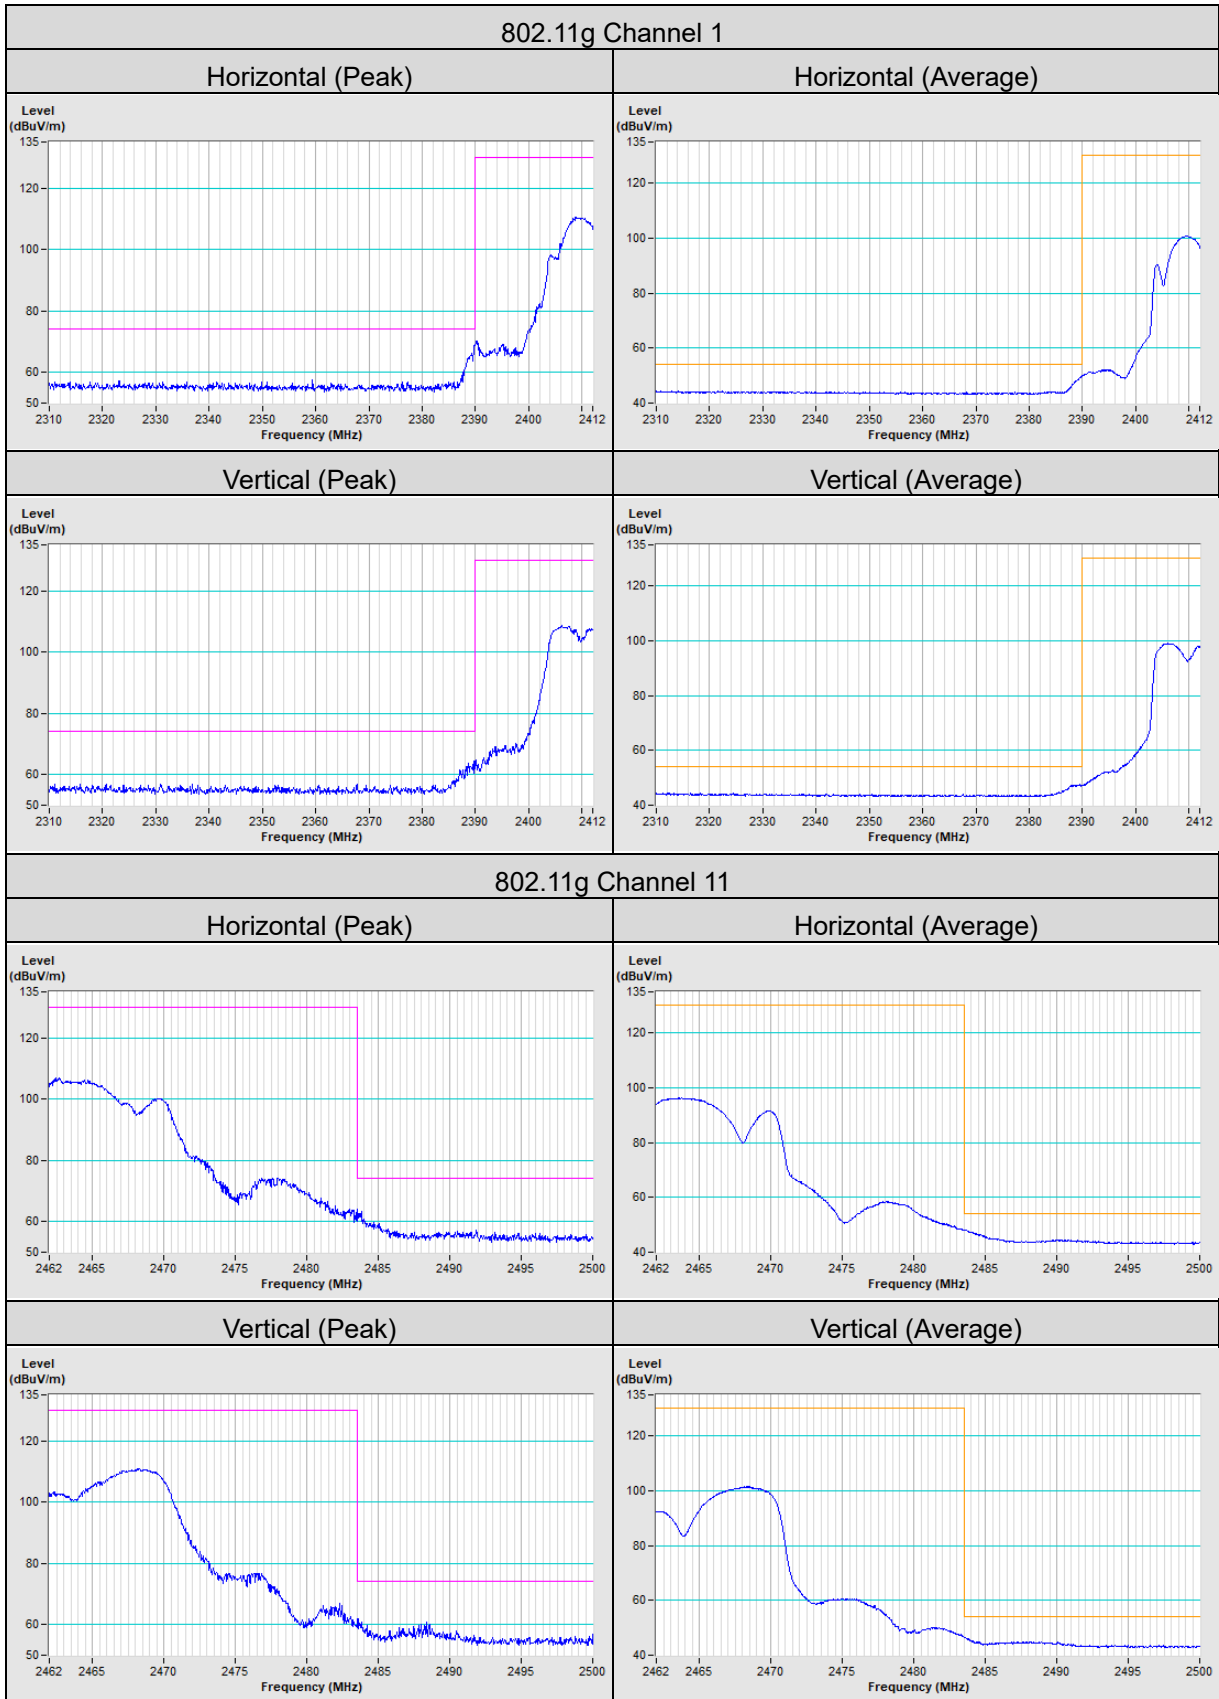 802.11g Channel 1
Horizontal (Peak)
Horizontal (Average)
Level
(dBuV/m)
135
120
100
80
60
50
2310 2320 2330 2340 2350 2360 2370 2380 2390 2400 2412
Frequency (MHz)
Level
(dBuV/m)
135
120
100
80
60
40
2310 2320 2330 2340 2350 2360 2370 2380 2390 2400 2412
Frequency (MHz)
Vertical (Peak)
Vertical (Average)
Level
(dBuV/m)
135
120
100
80
60
50
2310 2320 2330 2340 2350 2360 2370 2380 2390 2400 2412
Frequency (MHz)
Level
(dBuV/m)
135
120
100
80
60
40
2310 2320 2330 2340 2350 2360 2370 2380 2390 2400 2412
Frequency (MHz)
802.11g Channel 11
Horizontal (Peak)
Horizontal (Average)
Level
(dBuV/m)
135
120
100
80
60
50
2462 2465 2470 2475 2480 2485 2490 2495 2500
Frequency (MHz)
Level
(dBuV/m)
135
120
100
80
60
40
2462 2465 2470 2475 2480 2485 2490 2495 2500
Frequency (MHz)
Vertical (Peak)
Vertical (Average)
Level
(dBuV/m)
135
120
100
80
60
50
2462 2465 2470 2475 2480 2485 2490 2495 2500
Frequency (MHz)
Level
(dBuV/m)
135
120
100
80
60
40
2462 2465 2470 2475 2480 2485 2490 2495 2500
Frequency (MHz)